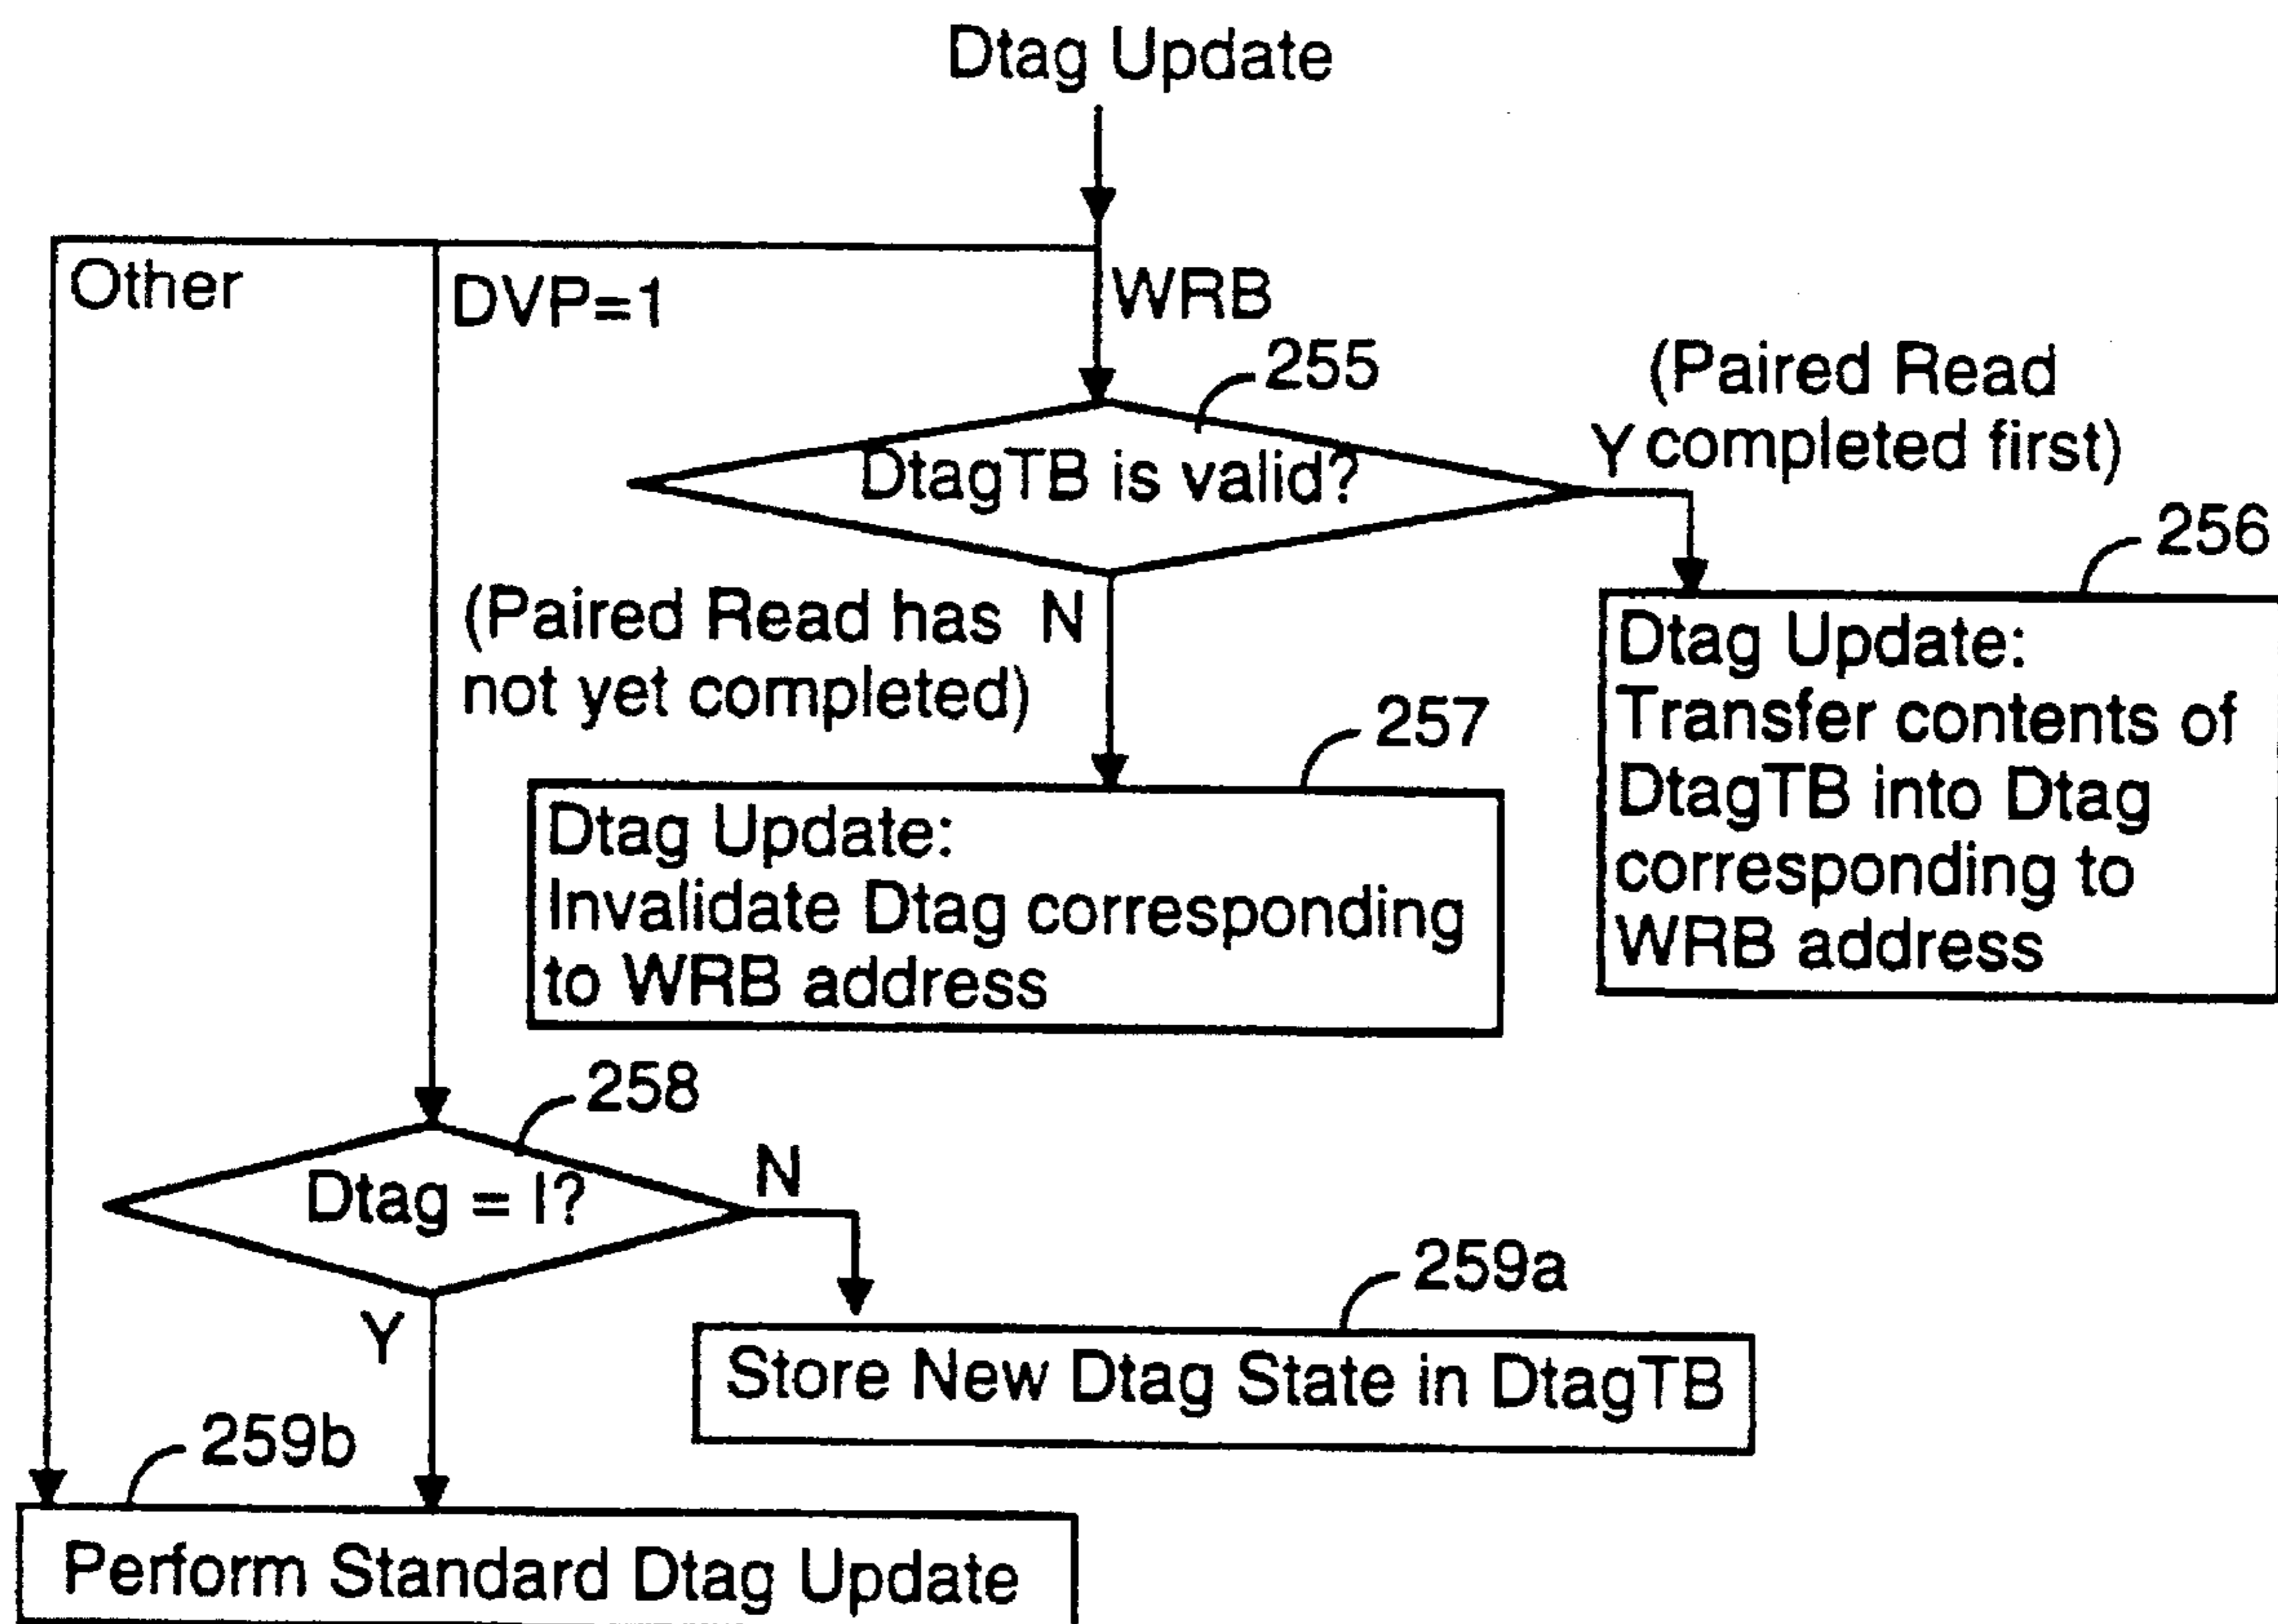 Dtag Update
Other
DVP=1
WRB
255
DtagTB is valid?
(Paired Read
Y completed first)
256
Dtag Update:
Transfer contents of
DtagTB into Dtag
corresponding to
WRB address
(Paired Read has N
not yet completed)
257
Dtag Update:
Invalidate Dtag corresponding
to WRB address
258
Dtag = I?
N
Y
259a
Store New Dtag State in DtagTB
259b
Perform Standard Dtag Update